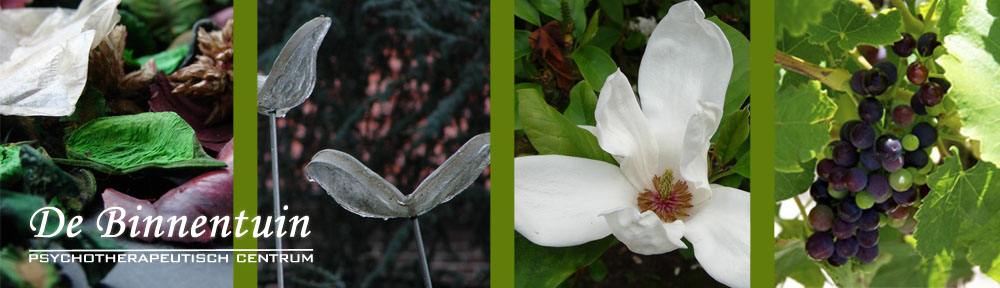 De Binnentuin
PSYCHOTHERAPEUTISCH CENTRUM